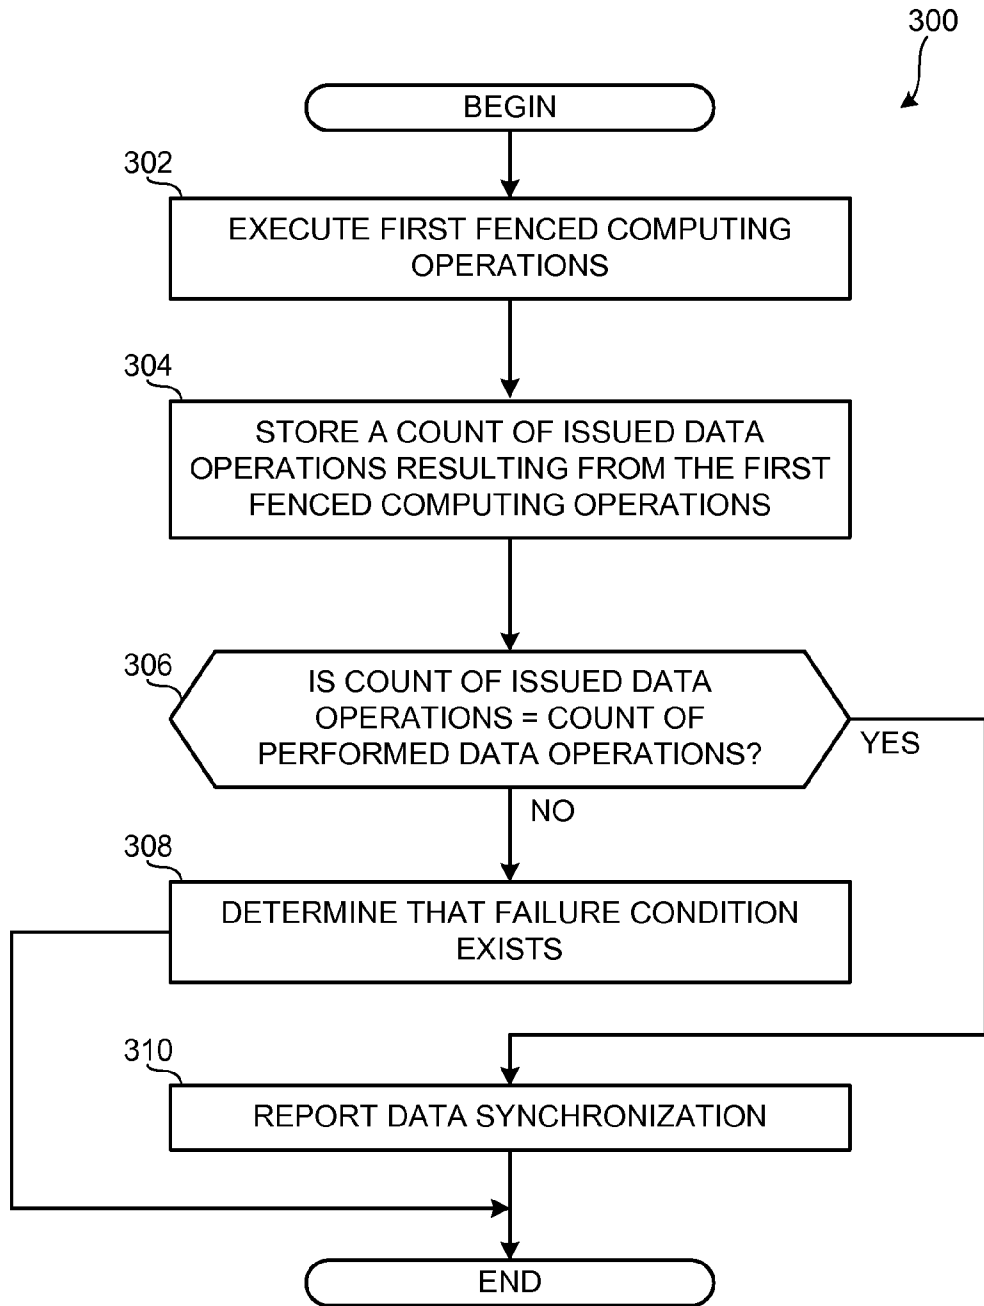 300
BEGIN
302
EXECUTE FIRST FENCED COMPUTING
OPERATIONS
304
STORE A COUNT OF ISSUED DATA
OPERATIONS RESULTING FROM THE FIRST
FENCED COMPUTING OPERATIONS
306
IS COUNT OF ISSUED DATA
OPERATIONS = COUNT OF
PERFORMED DATA OPERATIONS?
YES
NO
308
DETERMINE THAT FAILURE CONDITION
EXISTS
310
REPORT DATA SYNCHRONIZATION
END